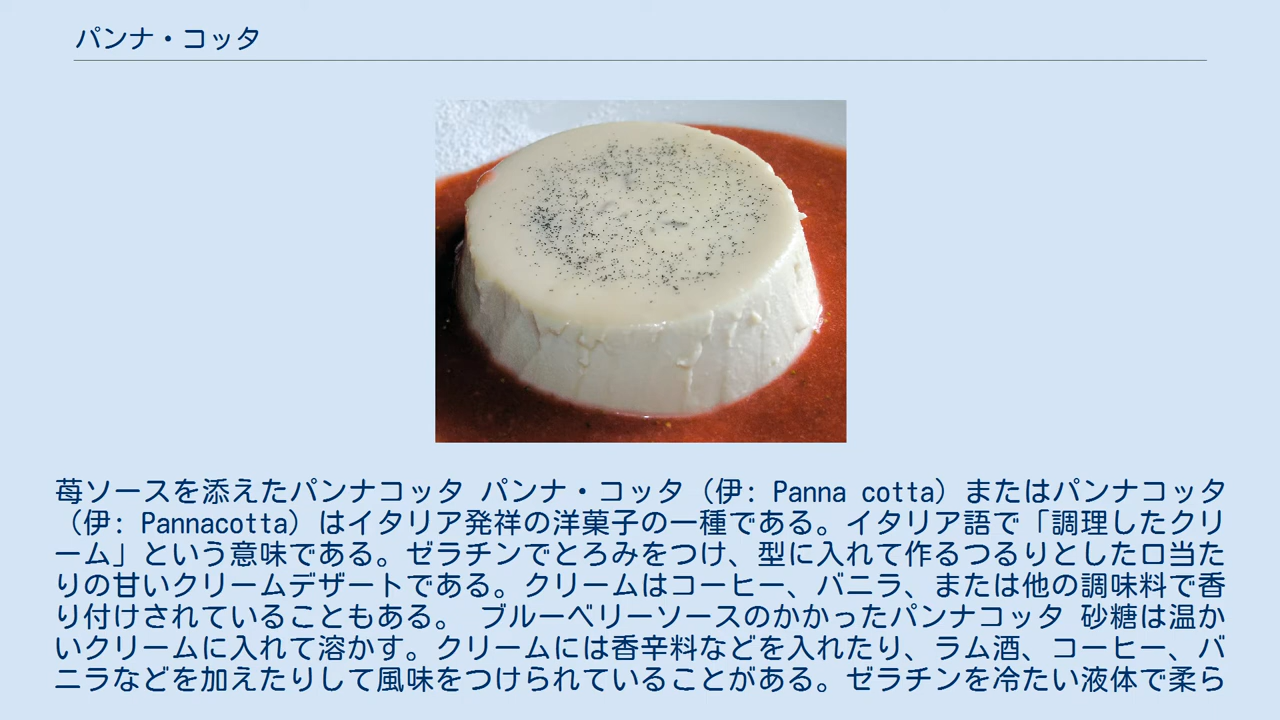 パンナ・コッタ
苺ソースを添えたパンナコッタ パンナ・コッタ（伊: Panna cotta）またはパンナコッタ
（伊: Pannacotta）はイタリア発祥の洋菓子の一種である。イタリア語で「調理したクリ
ーム」という意味である。ゼラチンでとろみをつけ、型に入れて作るつるりとした口当た
りの甘いクリームデザートである。クリームはコーヒー、バニラ、または他の調味料で香
り付けされていることもある。 ブルーベリーソースのかかったパンナコッタ 砂糖は温か
いクリームに入れて溶かす。クリームには香辛料などを入れたり、ラム酒、コーヒー、バ
ニラなどを加えたりして風味をつけられていることがある。ゼラチンを冷たい液体で柔ら